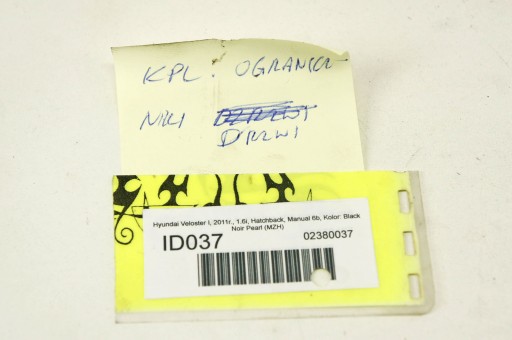 KPL. OGRANICZ-
NIKI
DRZWI
Hyundai Veloster I, 2011r., 1.6i, Hatchback, Manual 6b, Kolor: Black
Noir Pearl (MZH)
ID037 02380037